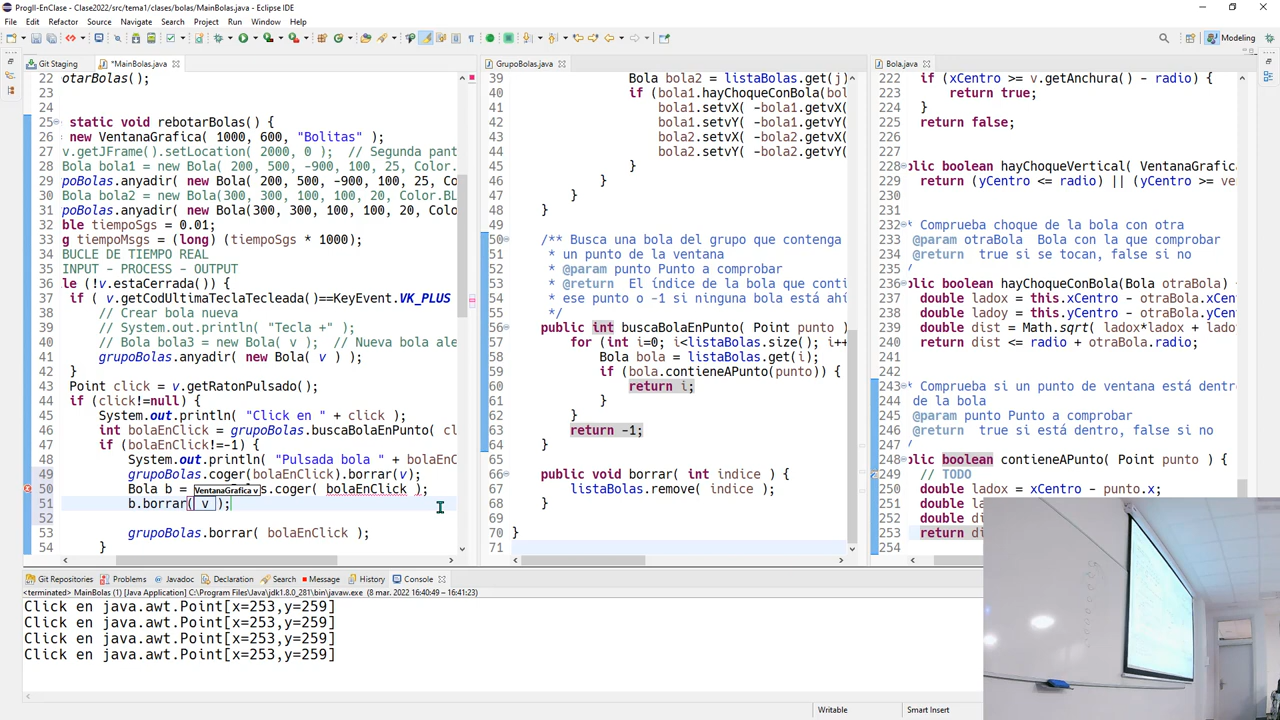 ProgII-EnClase - Clase2022/src/tema1/clases/bolas/MainBolas.java - Eclipse IDE
File Edit Refactor Source Navigate Search Project Run Window Help
Modeling
Git Staging *MainBolas.java
22 otarBolas();
23
24
25 static void rebotarBolas() {
26 new VentanaGrafica( 1000, 600, "Bolitas" );
27 v.getJFrame().setLocation( 2000, 0 ); // Segunda pant
28 Bola bola1 = new Bola( 200, 500, -900, 100, 25, Color.
29 poBolas.anyadir( new Bola( 200, 500, -900, 100, 25, Co
30 Bola bola2 = new Bola(300, 300, 100, 100, 20, Color.BL
31 poBolas.anyadir( new Bola(300, 300, 100, 100, 20, Colo
32 ble tiempoSgs = 0.01;
33 g tiempoMsgs = (long) (tiempoSgs * 1000);
34 BUCLE DE TIEMPO REAL
35 INPUT - PROCESS - OUTPUT
36 le (!v.estaCerrada()) {
37 if ( v.getCodUltimaTeclaTecleada()==KeyEvent.VK_PLUS
38 // Crear bola nueva
39 // System.out.println( "Tecla +" );
40 // Bola bola3 = new Bola( v ); // Nueva bola ale
41 grupoBolas.anyadir( new Bola( v ) );
42 }
43 Point click = v.getRatonPulsado();
44 if (click!=null) {
45 System.out.println( "Click en " + click );
46 int bolaEnClick = grupoBolas.buscaBolaEnPunto( cl
47 if (bolaEnClick!=-1) {
48 System.out.println( "Pulsada bola " + bolaEnC
49 grupoBolas.coger(bolaEnClick).borrar(v);
50 Bola b = s.coger( bolaEnClick );
VentanaGrafica v
51 b.borrar( v );
52
53 grupoBolas.borrar( bolaEnClick );
54 }
GrupoBolas.java
39 Bola bola2 = listaBolas.get(j)
40 if (bola1.hayChoqueConBola(bo
41 bola1.setvX( -bola1.getvX
42 bola1.setvY( -bola1.getvY
43 bola2.setvX( -bola2.getvX
44 bola2.setvY( -bola2.getvY
45 }
46 }
47 }
48 }
49
50 /** Busca una bola del grupo que contenga
51 * un punto de la ventana
52 * @param punto Punto a comprobar
53 * @return El índice de la bola que conti
54 * ese punto o -1 si ninguna bola está ahí
55 */
56 public int buscaBolaEnPunto( Point punto )
57 for (int i=0; i<listaBolas.size(); i++
58 Bola bola = listaBolas.get(i);
59 if (bola.contieneAPunto(punto)) {
60 return i;
61 }
62 }
63 return -1;
64 }
65
66 public void borrar( int indice ) {
67 listaBolas.remove( indice );
68 }
69
70 }
71
Bola.java
222 if (xCentro >= v.getAnchura() - radio) {
223 return true;
224 }
225 return false;
226
227
228 blic boolean hayChoqueVertical( VentanaGrafi
229 return (yCentro <= radio) || (yCentro >= ve
230
231
232 * Comprueba choque de la bola con otra
233 @param otraBola Bola con la que comprobar
234 @return true si se tocan, false si no
235 /
236 blic boolean hayChoqueConBola(Bola otraBola) {
237 double ladox = this.xCentro - otraBola.xCent
238 double ladoy = this.yCentro - otraBola.yCent
239 double dist = Math.sqrt( ladox*ladox + ladoy
240 return dist <= radio + otraBola.radio;
241
242
243 * Comprueba si un punto de ventana está dentr
244 de la bola
245 @param punto Punto a comprobar
246 @return true si está dentro, false si no
247 /
248 blic boolean contieneAPunto( Point punto ) {
249 // TODO
250 double ladox = xCentro - punto.x;
251 double la
252 double di
253 return di
254
Git Repositories Problems Javadoc Declaration Search Message History Console
<terminated> MainBolas (1) [Java Application] C:\Program Files\Java\jdk1.8.0_281\bin\javaw.exe (8 mar. 2022 16:40:49 – 16:41:23)
Click en java.awt.Point[x=253,y=259]
Click en java.awt.Point[x=253,y=259]
Click en java.awt.Point[x=253,y=259]
Click en java.awt.Point[x=253,y=259]
Writable
Smart Insert